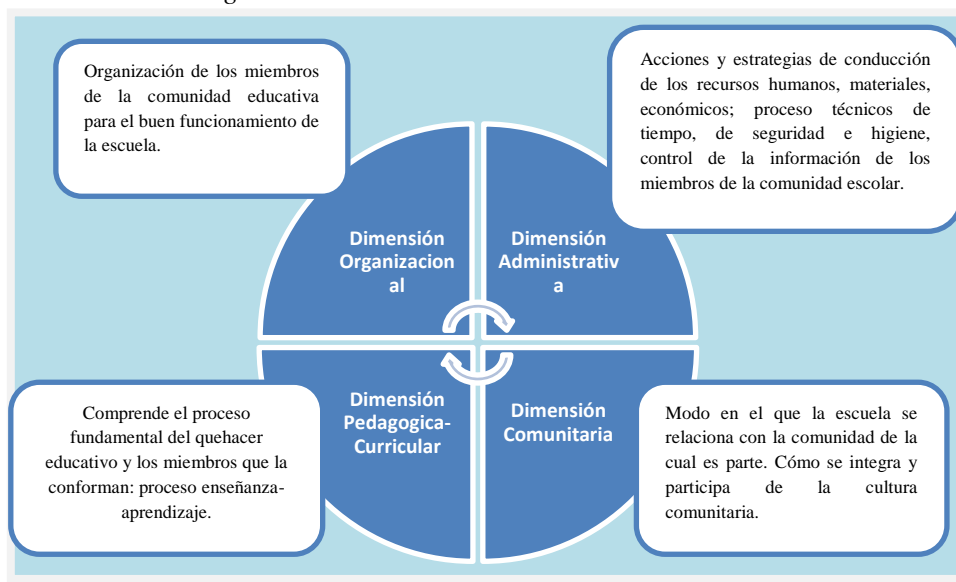 Organización de los miembros
de la comunidad educativa
para el buen funcionamiento de
la escuela.
Acciones y estrategias de conducción
de los recursos humanos, materiales,
económicos; proceso técnicos de
tiempo, de seguridad e higiene,
control de la información de los
miembros de la comunidad escolar.
Dimensión
Organizacion
al
Dimensión
Administrativ
a
Dimensión
Pedagogica-
Curricular
Dimensión
Comunitaria
Comprende el proceso
fundamental del quehacer
educativo y los miembros que la
conforman: proceso enseñanza-
aprendizaje.
Modo en el que la escuela se
relaciona con la comunidad de la
cual es parte. Cómo se integra y
participa de la cultura
comunitaria.